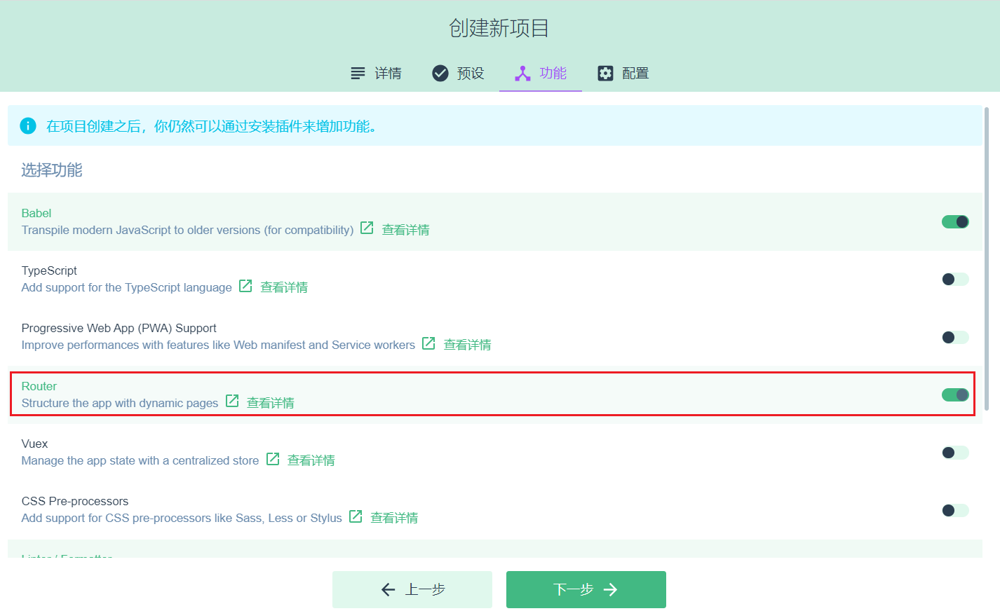 创建新项目
详情 预设 功能 配置
在项目创建之后，你仍然可以通过安装插件来增加功能。
选择功能
Babel
Transpile modern JavaScript to older versions (for compatibility) 查看详情
TypeScript
Add support for the TypeScript language 查看详情
Progressive Web App (PWA) Support
Improve performances with features like Web manifest and Service workers 查看详情
Router
Structure the app with dynamic pages 查看详情
Vuex
Manage the app state with a centralized store 查看详情
CSS Pre-processors
Add support for CSS pre-processors like Sass, Less or Stylus 查看详情
Linter / Formatter
上一步 下一步